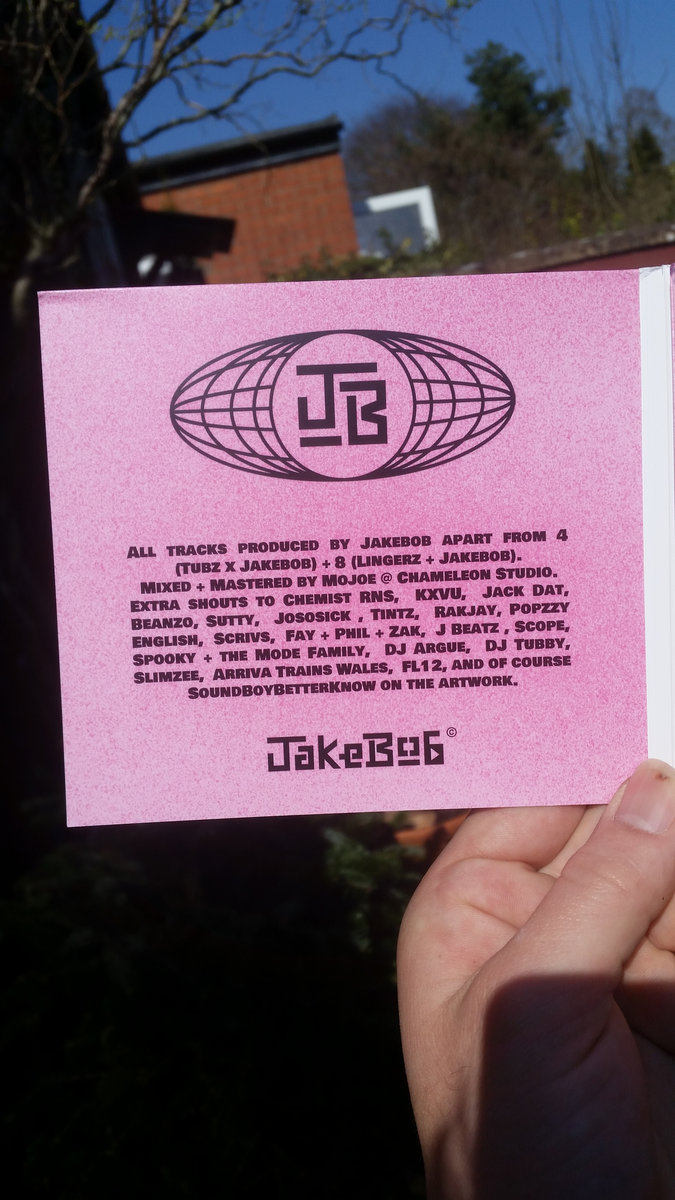 JB
All tracks produced by Jakebob apart from 4
(Tubz x Jakebob) + 8 (Lingerz + Jakebob).
Mixed + Mastered by Mojoe @ Chameleon Studio.
Extra shouts to Chemist RNS, KXVU, Jack Dat,
Beanzo, Sutty, Jososick , Tintz, Rakjay, Popzzy
English, Scrivs, Fay + Phil + Zak, J Beatz , Scope,
Spooky + the Mode Family, DJ Argue, DJ Tubby,
Slimzee, Arriva Trains Wales, FL12, and of course
SoundBoyBetterKnow on the artwork.
JakeBob©